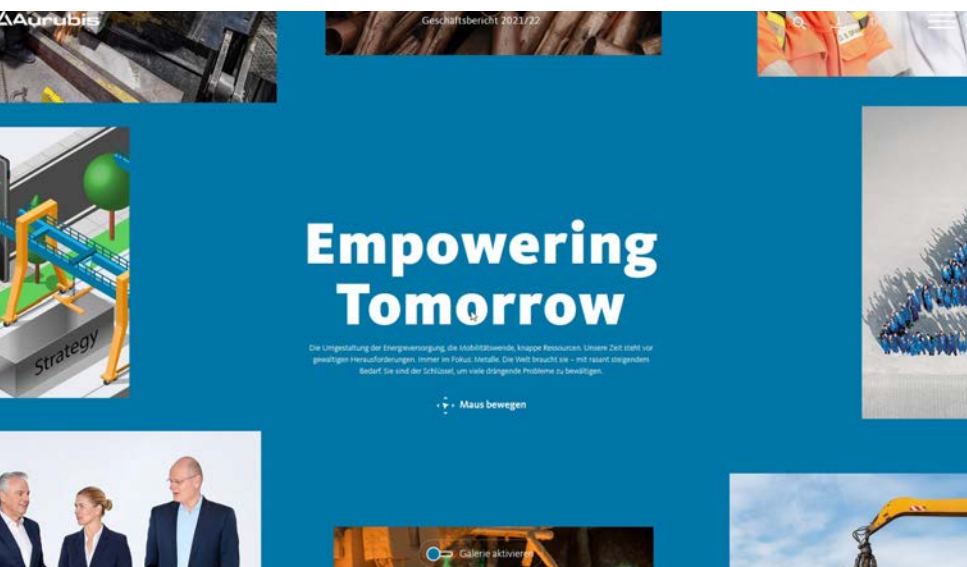 Aurubis
Geschäftsbericht 2021/22
Strategy
Empowering
Tomorrow
Die Umgestaltung der Energieversorgung, die Mobilitätswende, knappe Ressourcen. Unsere Zeit steht vor
gewaltigen Herausforderungen. Immer im Fokus: Metalle. Die Welt braucht sie – mit rasant steigendem
Bedarf. Sie sind der Schlüssel, um viele drängende Probleme zu bewältigen.
Maus bewegen
Galerie aktivieren